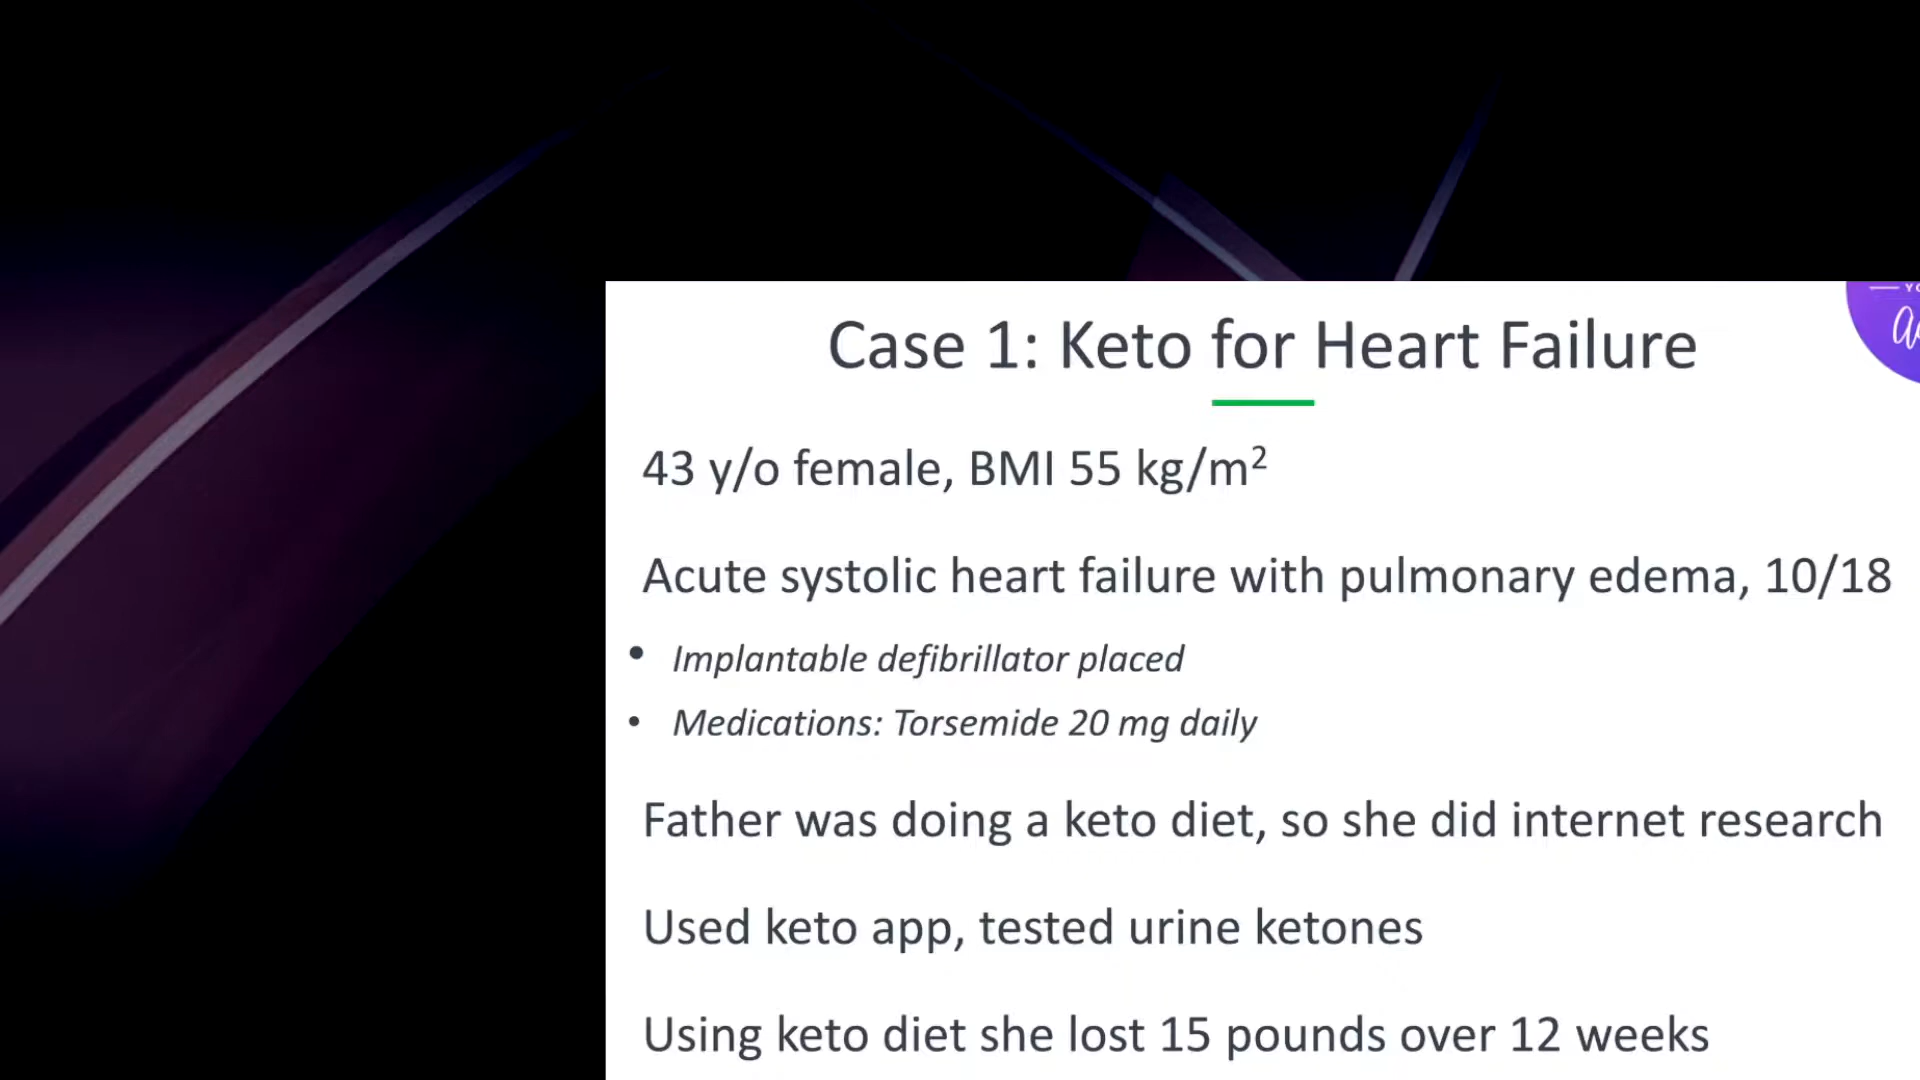 Case 1: Keto for Heart Failure
43 y/o female, BMI 55 kg/m²
Acute systolic heart failure with pulmonary edema, 10/18
• Implantable defibrillator placed
• Medications: Torsemide 20 mg daily
Father was doing a keto diet, so she did internet research
Used keto app, tested urine ketones
Using keto diet she lost 15 pounds over 12 weeks